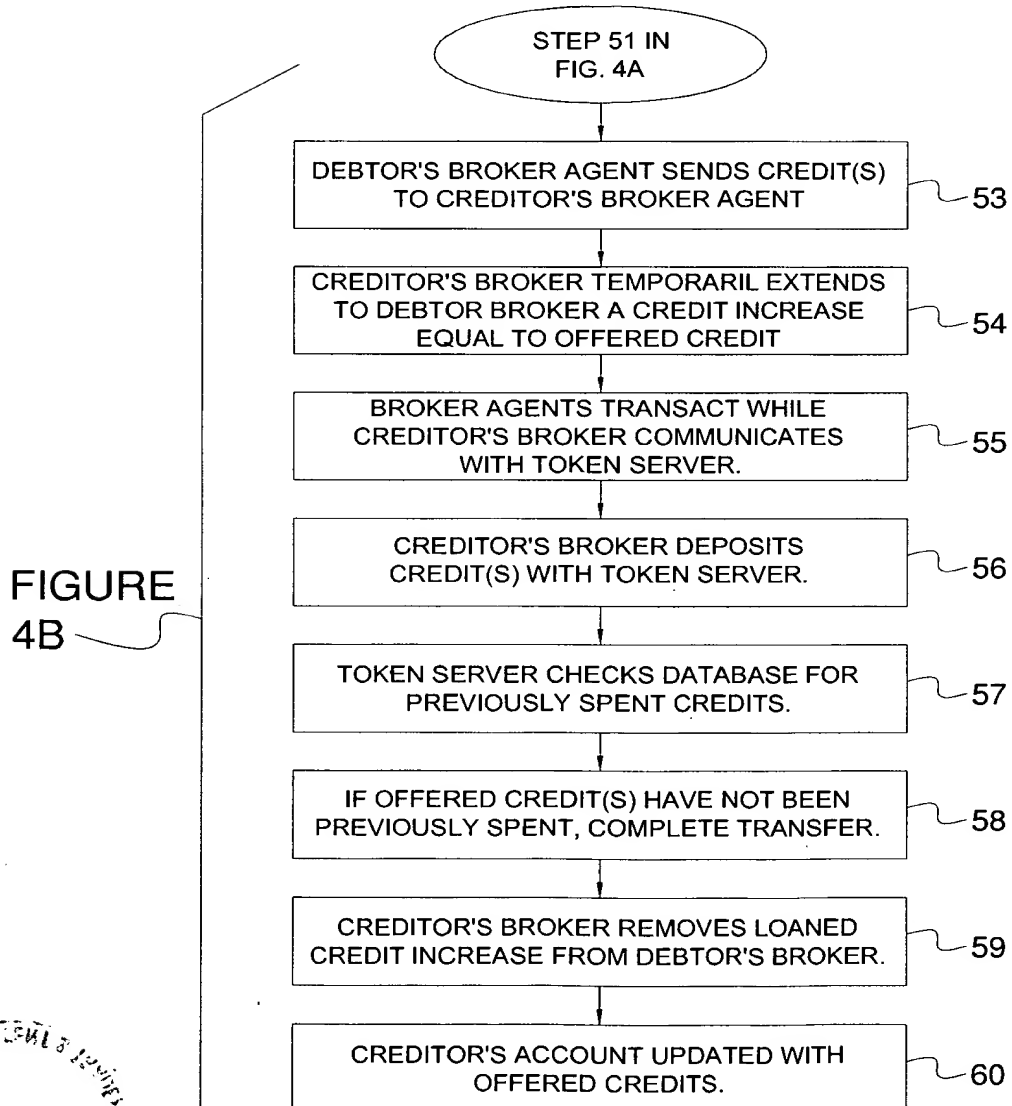 STEP 51 IN
FIG. 4A
DEBTOR'S BROKER AGENT SENDS CREDIT(S)
TO CREDITOR'S BROKER AGENT
53
CREDITOR'S BROKER TEMPORARIL EXTENDS
TO DEBTOR BROKER A CREDIT INCREASE
EQUAL TO OFFERED CREDIT
54
BROKER AGENTS TRANSACT WHILE
CREDITOR'S BROKER COMMUNICATES
WITH TOKEN SERVER.
55
CREDITOR'S BROKER DEPOSITS
CREDIT(S) WITH TOKEN SERVER.
56
FIGURE
4B
TOKEN SERVER CHECKS DATABASE FOR
PREVIOUSLY SPENT CREDITS.
57
IF OFFERED CREDIT(S) HAVE NOT BEEN
PREVIOUSLY SPENT, COMPLETE TRANSFER.
58
CREDITOR'S BROKER REMOVES LOANED
CREDIT INCREASE FROM DEBTOR'S BROKER.
59
CREDITOR'S ACCOUNT UPDATED WITH
OFFERED CREDITS.
60